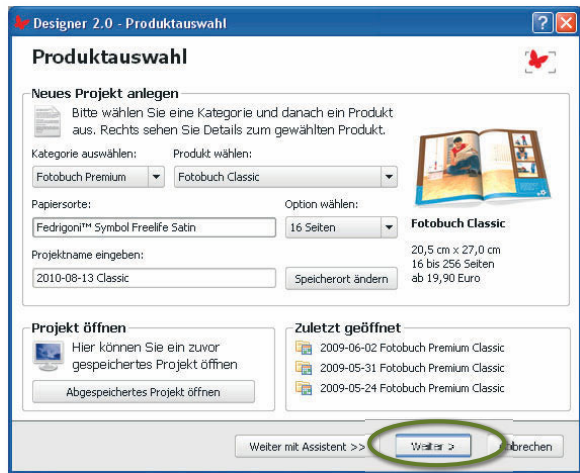 Designer 2.0 - Produktauswahl
Produktauswahl
Neues Projekt anlegen
Bitte wählen Sie eine Kategorie und danach ein Produkt
aus. Rechts sehen Sie Details zum gewählten Produkt.
Kategorie auswählen:
Produkt wählen:
Fotobuch Premium
Fotobuch Classic
Papiersorte:
Option wählen:
Fedrigoni™ Symbol Freelife Satin
16 Seiten
Projektname eingeben:
2010-08-13 Classic
Speicherort ändern
Fotobuch Classic
20,5 cm x 27,0 cm
16 bis 256 Seiten
ab 19,90 Euro
Projekt öffnen
Hier können Sie ein zuvor
gespeichertes Projekt öffnen
Abgespeichertes Projekt öffnen
Zuletzt geöffnet
2009-06-02 Fotobuch Premium Classic
2009-05-31 Fotobuch Premium Classic
2009-05-24 Fotobuch Premium Classic
Weiter mit Assistent >>
Weiter >
Abbrechen